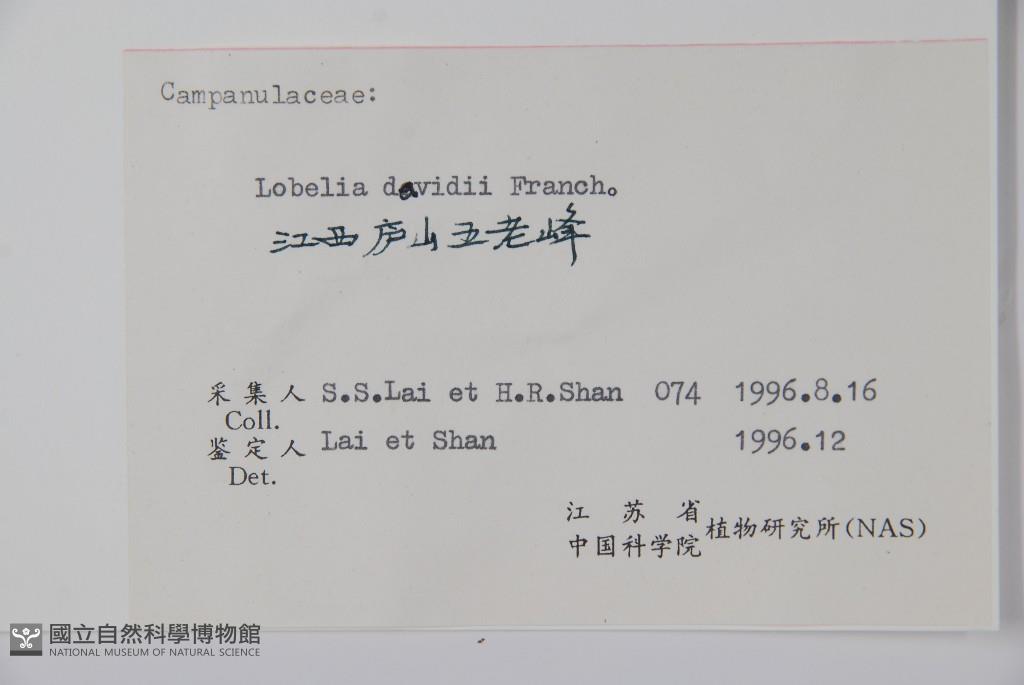 Campanulaceae:
Lobelia davidii Franch.
江西庐山五老峰
采集人 S.S.Lai et H.R.Shan 074 1996.8.16
Coll.
鉴定人 Lai et Shan 1996.12
Det.
江苏省
中国科学院 植物研究所(NAS)
國立自然科學博物館
NATIONAL MUSEUM OF NATURAL SCIENCE